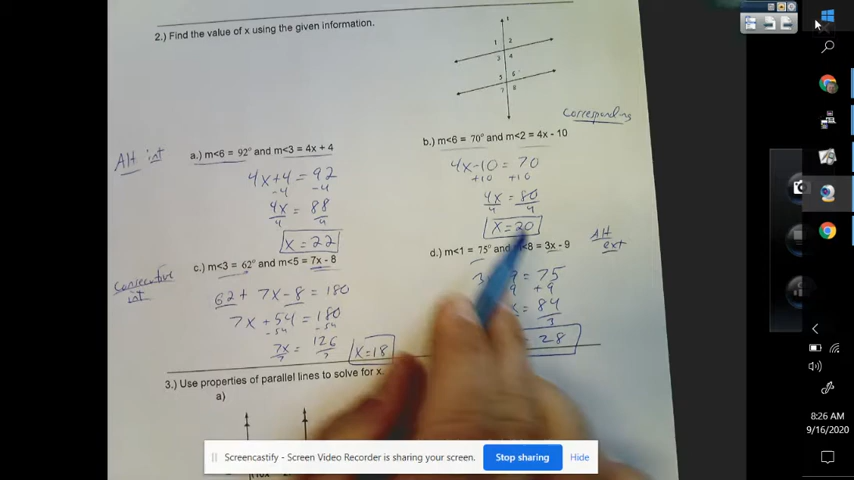 2.) Find the value of x using the given information.
1
1 2
3 4
5 6
7 8
Corresponding
Alt int
a.) m<6 = 92° and m<3 = 4x + 4
4x+4 = 92
-4 -4
4x = 88
4 4
x = 22
b.) m<6 = 70° and m<2 = 4x - 10
4x-10 = 70
+10 +10
4x = 80
4 4
x=20
Consecutive
int
c.) m<3 = 62° and m<5 = 7x - 8
62 + 7x - 8 = 180
7x + 54 = 180
-54 -54
7x = 126
7 7
x=18
d.) m<1 = 75° and m<8 = 3x - 9
Alt
ext
3 9 = 75
9 +9
x = 84
3
= 28
3.) Use properties of parallel lines to solve for x.
a)
Screencastify - Screen Video Recorder is sharing your screen.
Stop sharing
Hide
8:26 AM
9/16/2020